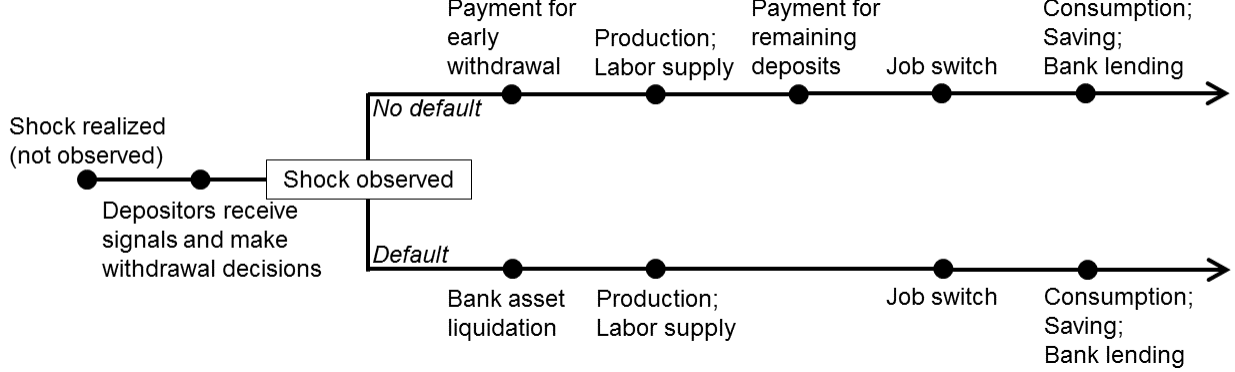 Payment for
early
withdrawal
Production;
Labor supply
Payment for
remaining
deposits
Job switch
Consumption;
Saving;
Bank lending
No default
Shock realized
(not observed)
Shock observed
Depositors receive
signals and make
withdrawal decisions
Default
Bank asset
liquidation
Production;
Labor supply
Job switch
Consumption;
Saving;
Bank lending